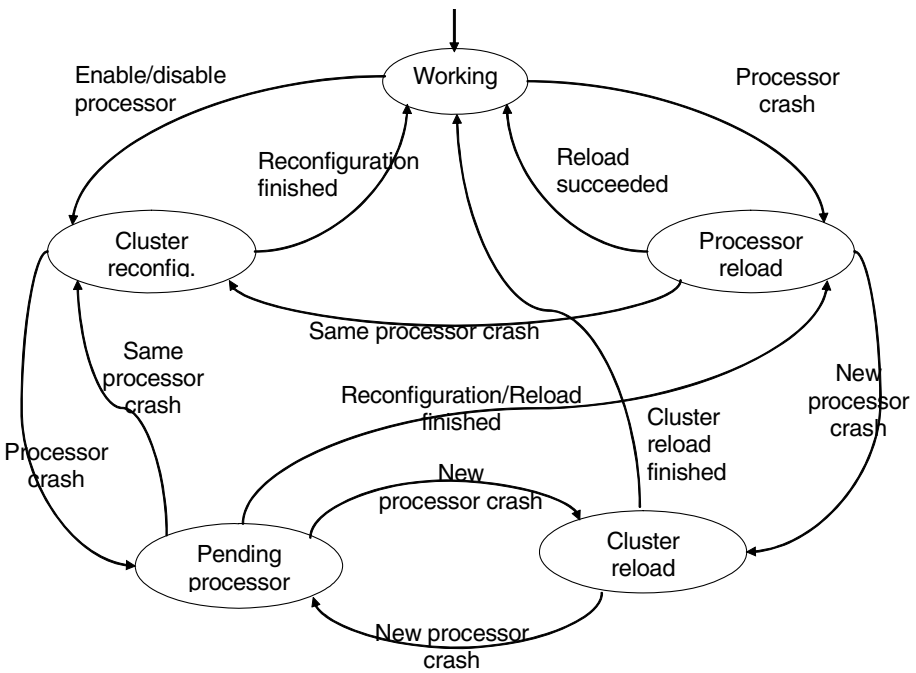 Working
Enable/disable
processor
Processor
crash
Reconfiguration
finished
Reload
succeeded
Cluster
reconfig.
Processor
reload
Same processor crash
Same
processor
crash
Reconfiguration/Reload
finished
New
processor
crash
Cluster
reload
finished
Processor
crash
New
processor crash
Pending
processor
Cluster
reload
New processor
crash